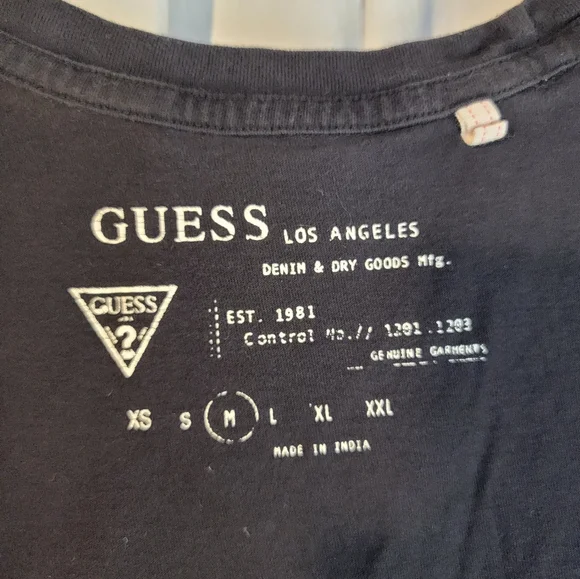 GUESS LOS ANGELES
DENIM & DRY GOODS Mfg.
GUESS
?
EST. 1981
Control No.// 1201.1203
GENUINE GARMENTS
XS S M L XL XXL
MADE IN INDIA